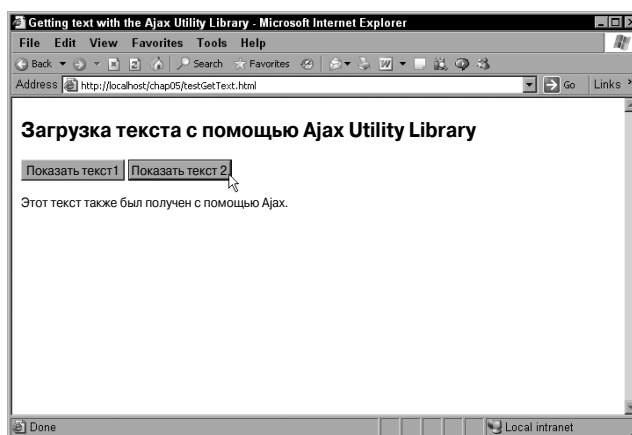 Getting text with the Ajax Utility Library - Microsoft Internet Explorer
File Edit View Favorites Tools Help
Back Search Favorites
Address http://localhost/chap05/testGetText.html Go Links
Загрузка текста с помощью Ajax Utility Library
Показать текст1 Показать текст 2
Этот текст также был получен с помощью Ajax.
Done Local intranet